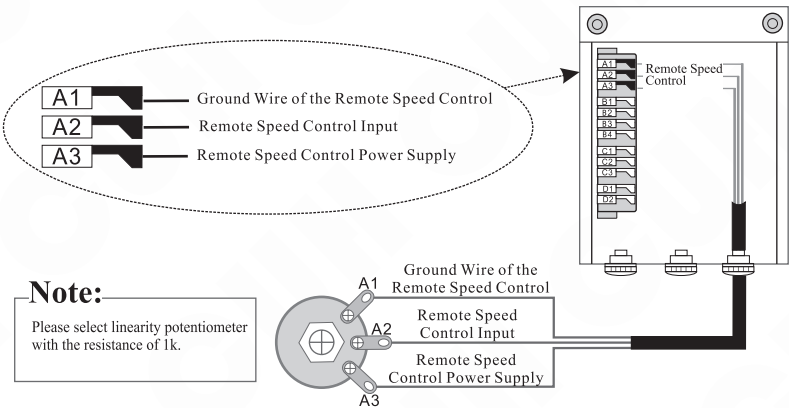 A1 Ground Wire of the Remote Speed Control
A2 Remote Speed Control Input
A3 Remote Speed Control Power Supply
A1
A2
A3
B1
B2
B3
B4
C1
C2
C3
D1
D2
Remote Speed
Control
Note:
Please select linearity potentiometer
with the resistance of 1k.
A1
Ground Wire of the
Remote Speed Control
A2
Remote Speed
Control Input
A3
Remote Speed
Control Power Supply